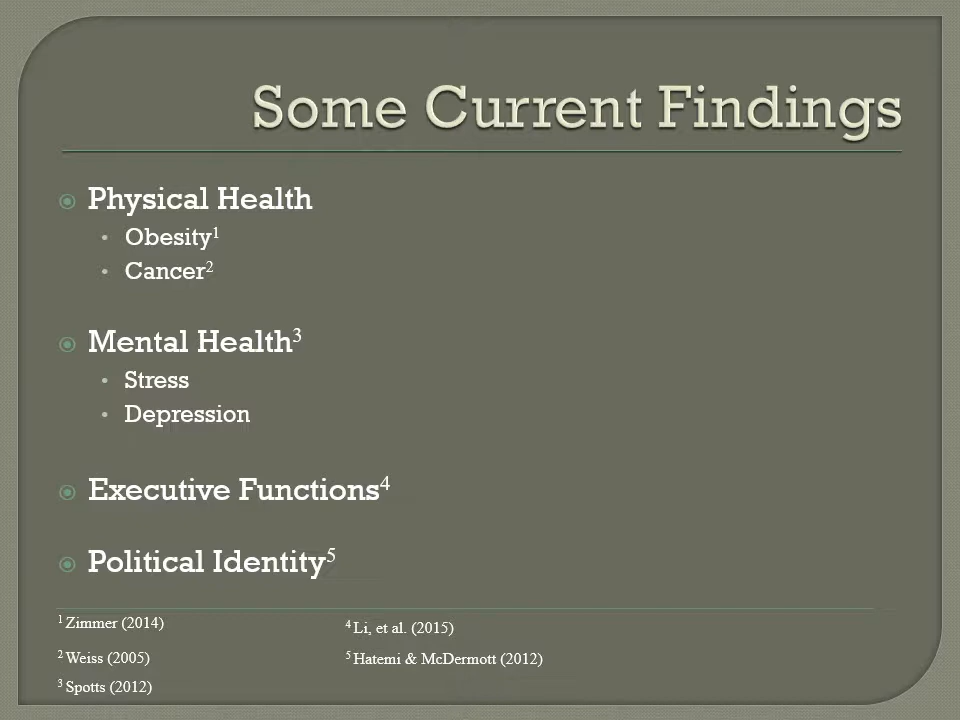 Some Current Findings
Physical Health
• Obesity¹
• Cancer²
Mental Health³
• Stress
• Depression
Executive Functions⁴
Political Identity⁵
¹ Zimmer (2014)
² Weiss (2005)
³ Spotts (2012)
⁴ Li, et al. (2015)
⁵ Hatemi & McDermott (2012)